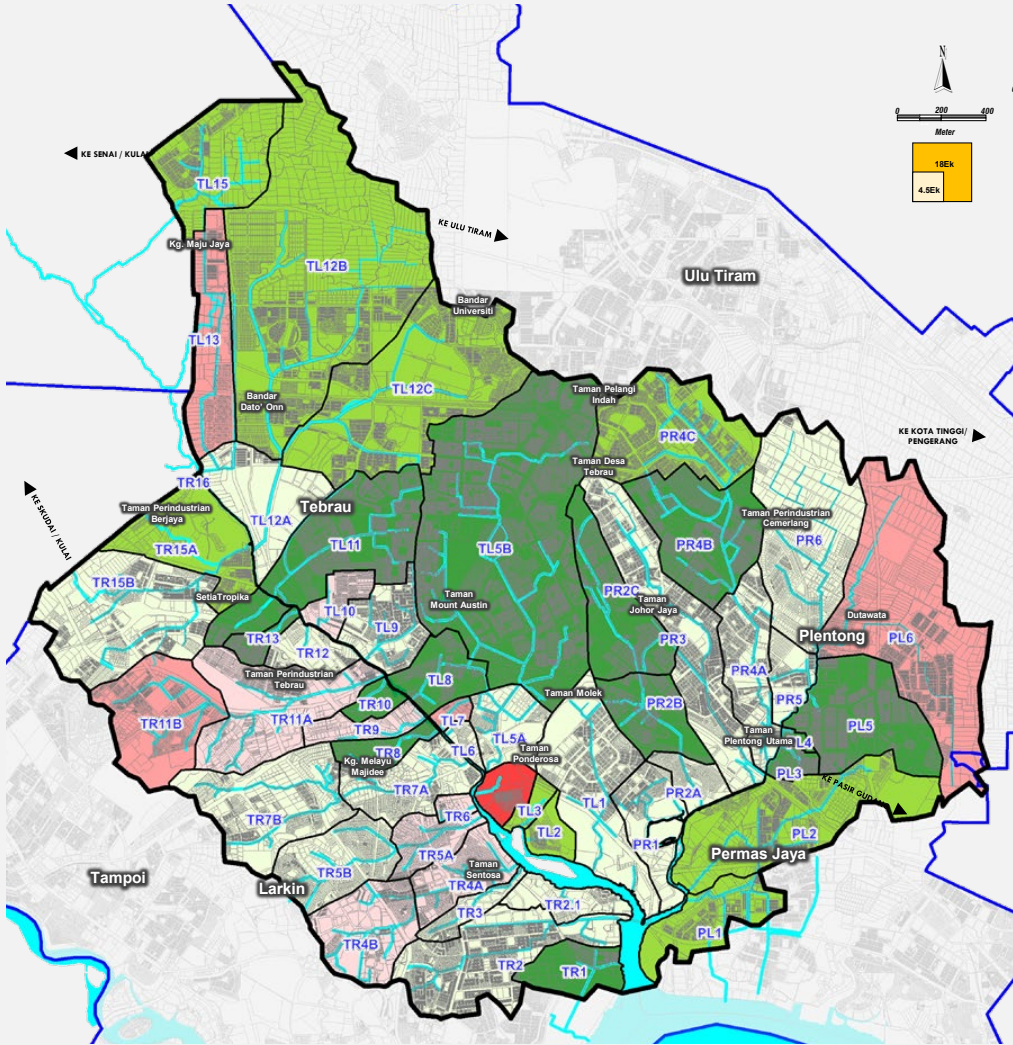 N
0 200 400
Meter
18Ek
4.5Ek
KE SENAI / KULAI
TL15
Kg. Maju Jaya
KE ULU TIRAM
TL12B
Ulu Tiram
Bandar
Universiti
TL13
TL12C
Bandar
Dato' Onn
Taman Pelangi
Indah
PR4C
KE KOTA TINGGI/
PENGERANG
Taman Desa
Tebrau
TR16
KE SKUDAI / KULAI
Taman Perindustrian
Berjaya
Tebrau
TL12A
Taman Perindustrian
Cemerlang
PR6
TR15A
TL11
TL5B
PR4B
TR15B
SetiaTropika
Taman
Mount Austin
PR2C
Taman
Johor Jaya
TL10
TL9
Dutawata
TR13
TR12
PR3
Plentong
PL6
Taman Perindustrian
Tebrau
TL8
PR4A
Taman Molek
TR10
PR5
PR2B
TR11B
TR11A
TR9
TL7
PL5
TL5A
Taman
Plentong Utama
L4
TR8
TL6
Taman
Ponderosa
Kg. Melayu
Majidee
PL3
KE PASIR GUDA
TR7A
PR2A
TL3
TL1
TR7B
TR6
TL2
PR1
PL2
TR5A
Permas Jaya
TR5B
Taman
Sentosa
Tampoi
Larkin
TR4A
TR3
TR2.1
TR4B
PL1
TR2
TR1